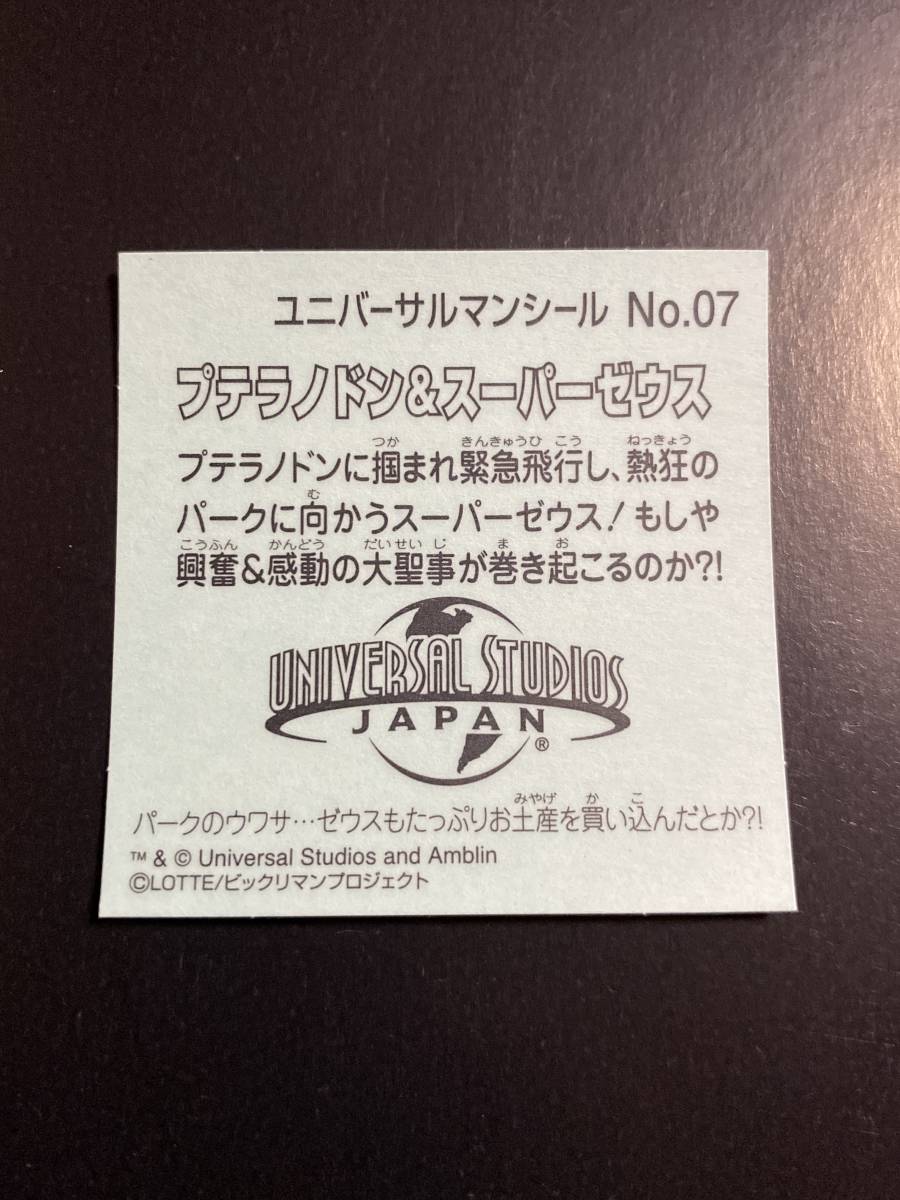 ユニバーサルマンシール No.07
プテラノドン&スーパーゼウス
プテラノドンに掴まれ緊急飛行し、熱狂の
パークに向かうスーパーゼウス!もしや
興奮&感動の大聖事が巻き起こるのか?!
UNIVERSAL STUDIOS
JAPAN ®
パークのウワサ…ゼウスもたっぷりお土産を買い込んだとか?!
™ & © Universal Studios and Amblin
©LOTTE/ビックリマンプロジェクト